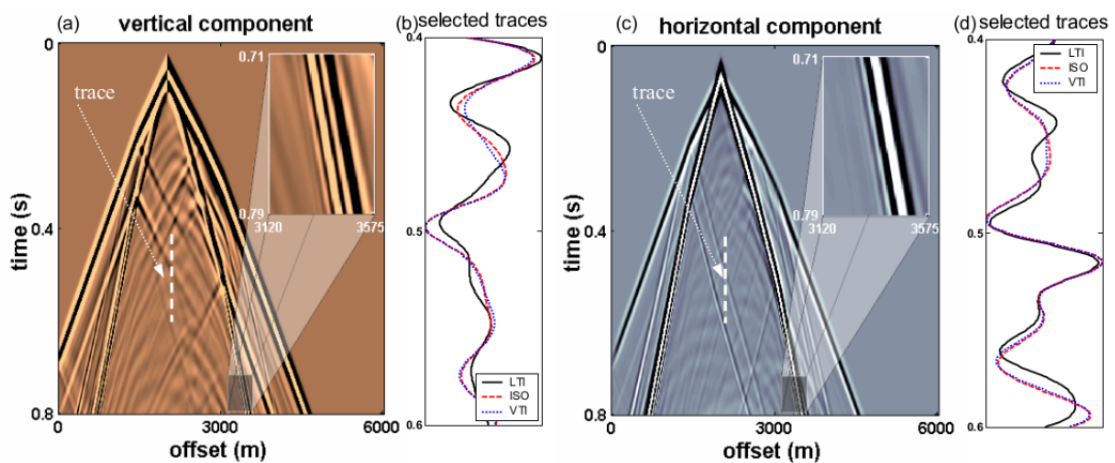 (a) vertical component
0
0.4
0.8
time (s)
trace
0.71
0.79
3120
3575
0
3000
6000
offset (m)
(b) selected traces
0.4
0.5
0.6
LTI
ISO
VTI
(c) horizontal component
0
0.4
0.8
time (s)
trace
0.71
0.79
3120
3575
0
3000
6000
offset (m)
(d) selected traces
0.4
LTI
ISO
VTI
0.5
0.6